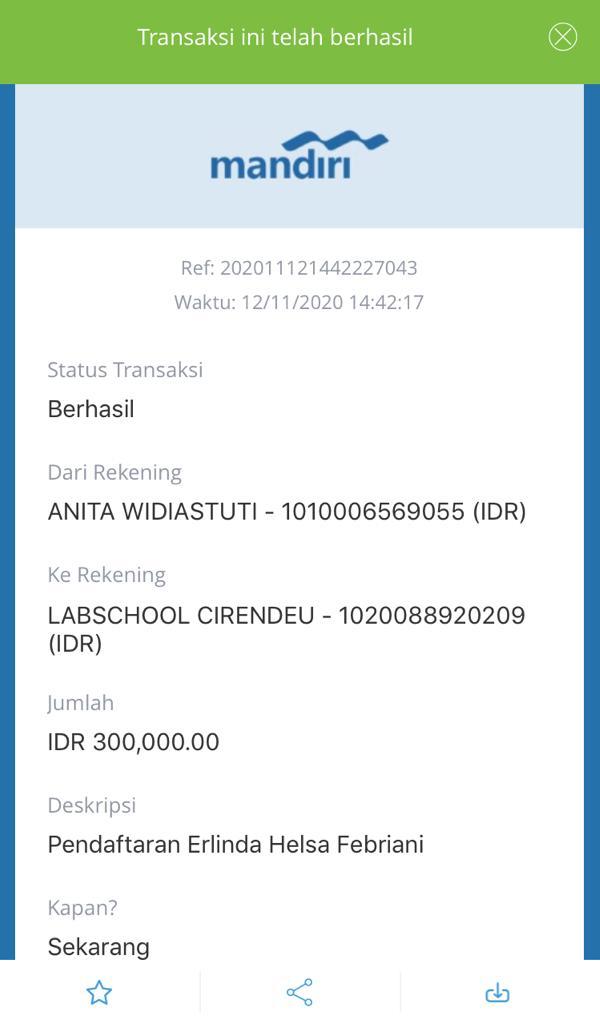 Transaksi ini telah berhasil
mandiri
Ref: 202011121442227043
Waktu: 12/11/2020 14:42:17
Status Transaksi
Berhasil
Dari Rekening
ANITA WIDIASTUTI - 1010006569055 (IDR)
Ke Rekening
LABSCHOOL CIRENDEU - 1020088920209
(IDR)
Jumlah
IDR 300,000.00
Deskripsi
Pendaftaran Erlinda Helsa Febriani
Kapan?
Sekarang